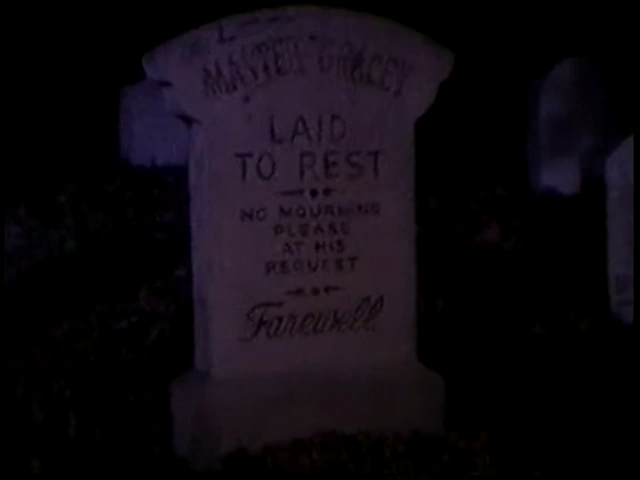 MASTER GRACEY
LAID
TO REST
NO MOURNING
PLEASE
AT HIS
REQUEST
Farewell